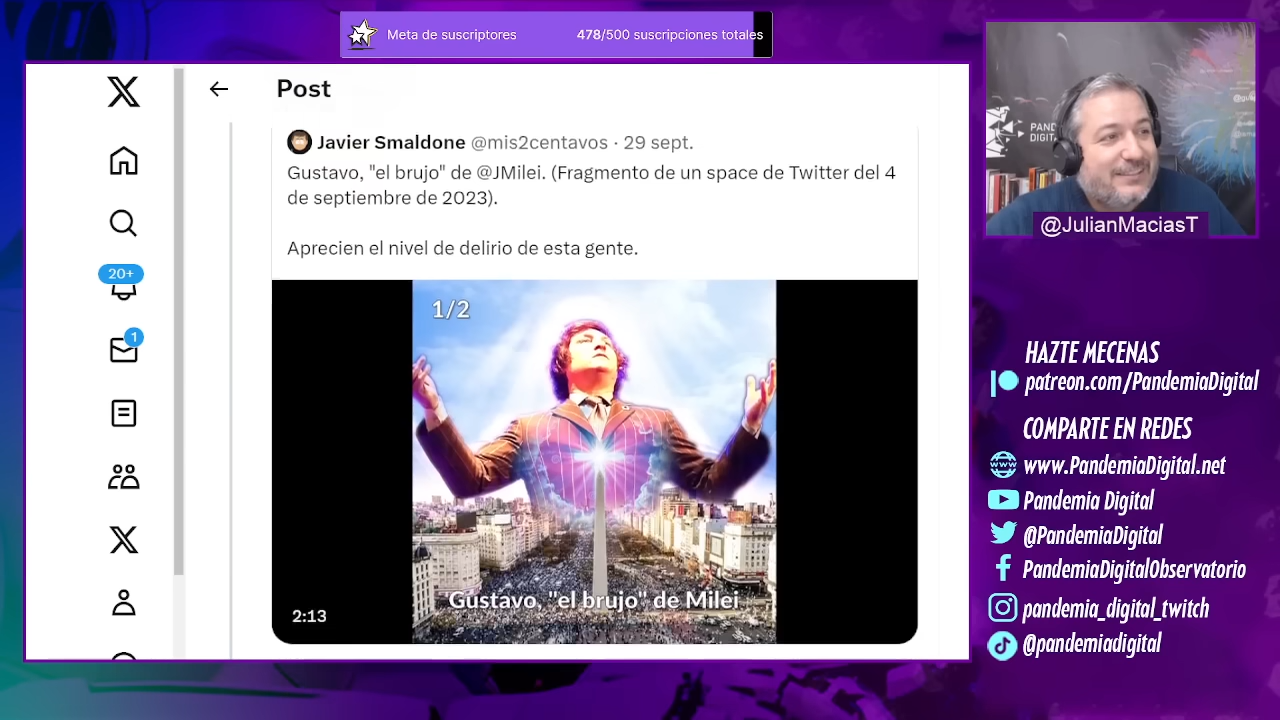 Meta de suscriptores
478/500 suscripciones totales
Post
Javier Smaldone @mis2centavos · 29 sept.
Gustavo, "el brujo" de @JMilei. (Fragmento de un space de Twitter del 4
de septiembre de 2023).
Aprecien el nivel de delirio de esta gente.
20+
1
1/2
Gustavo, "el brujo" de Milei
2:13
PAND
DIGIT
@JulianMaciasT
HAZTE MECENAS
patreon.com/PandemiaDigital
COMPARTE EN REDES
www
www.PandemiaDigital.net
Pandemia Digital
@PandemiaDigital
PandemiaDigitalObservatorio
pandemia_digital_twitch
@pandemiadigital